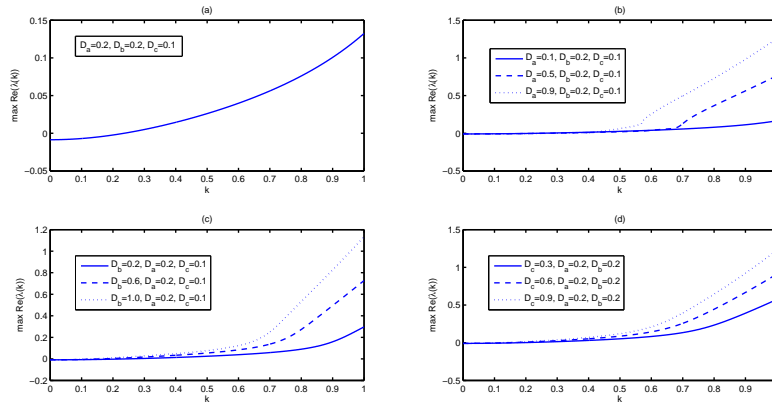 (a)
0.15
0.1
0.05
0
−0.05
max Re(λ(k))
D_a=0.2, D_b=0.2, D_c=0.1
0 0.1 0.2 0.3 0.4 0.5 0.6 0.7 0.8 0.9 1
k
(b)
1.5
1
0.5
0
−0.5
max Re(λ(k))
D_a=0.1, D_b=0.2, D_c=0.1
D_a=0.5, D_b=0.2, D_c=0.1
D_a=0.9, D_b=0.2, D_c=0.1
0 0.1 0.2 0.3 0.4 0.5 0.6 0.7 0.8 0.9
k
(c)
1.2
1
0.8
0.6
0.4
0.2
0
−0.2
max Re(λ(k))
D_b=0.2, D_a=0.2, D_c=0.1
D_b=0.6, D_a=0.2, D_c=0.1
D_b=1.0, D_a=0.2, D_c=0.1
0 0.1 0.2 0.3 0.4 0.5 0.6 0.7 0.8 0.9 1
k
(d)
1.5
1
0.5
0
−0.5
max Re(λ(k))
D_c=0.3, D_a=0.2, D_b=0.2
D_c=0.6, D_a=0.2, D_b=0.2
D_c=0.9, D_a=0.2, D_b=0.2
0 0.1 0.2 0.3 0.4 0.5 0.6 0.7 0.8 0.9
k